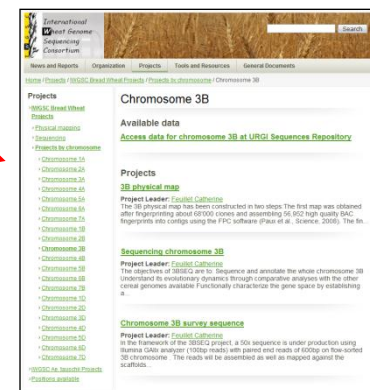 International
Wheat Genome
Sequencing
Consortium
Search
News and Reports Organization Projects Tools and Resources General Documents
Home / Projects / IWGSC Bread Wheat Projects / Projects by chromosome / Chromosome 3B
Projects
IWGSC Bread Wheat
Projects
Physical mapping
Sequencing
Projects by chromosome
Chromosome 1A
Chromosome 2A
Chromosome 3A
Chromosome 4A
Chromosome 5A
Chromosome 6A
Chromosome 7A
Chromosome 1B
Chromosome 2B
Chromosome 3B
Chromosome 4B
Chromosome 5B
Chromosome 6B
Chromosome 7B
Chromosome 1D
Chromosome 2D
Chromosome 3D
Chromosome 4D
Chromosome 5D
Chromosome 6D
Chromosome 7D
IWGSC Ae. tauschii Projects
Positions available
Chromosome 3B
Available data
Access data for chromosome 3B at URGI Sequences Repository
Projects
3B physical map
Project Leader: Feuillet Catherine
The 3B physical map has been constructed in two steps: The first map was obtained
after fingerprinting about 68'000 clones and assembling 56,952 high quality BAC
fingerprints into contigs using the FPC software (Paux et al., Science, 2008). The fin...
Sequencing chromosome 3B
Project Leader: Feuillet Catherine
The objectives of 3BSEQ are to: Sequence and annotate the whole chromosome 3B
Understand its evolutionary dynamics through comparative analyses with the other
cereal genomes available Functionally characterize the gene space by establishing
a...
Chromosome 3B survey sequence
Project Leader: Feuillet Catherine
In the framework of the 3BSEQ project, a 50x sequence is under production using
Illumina GAIIx analyzer (100bp reads) with paired end reads of 600bp on flow-sorted
3B chromosome. The reads will be assembled as well as mapped against the
scaffolds...